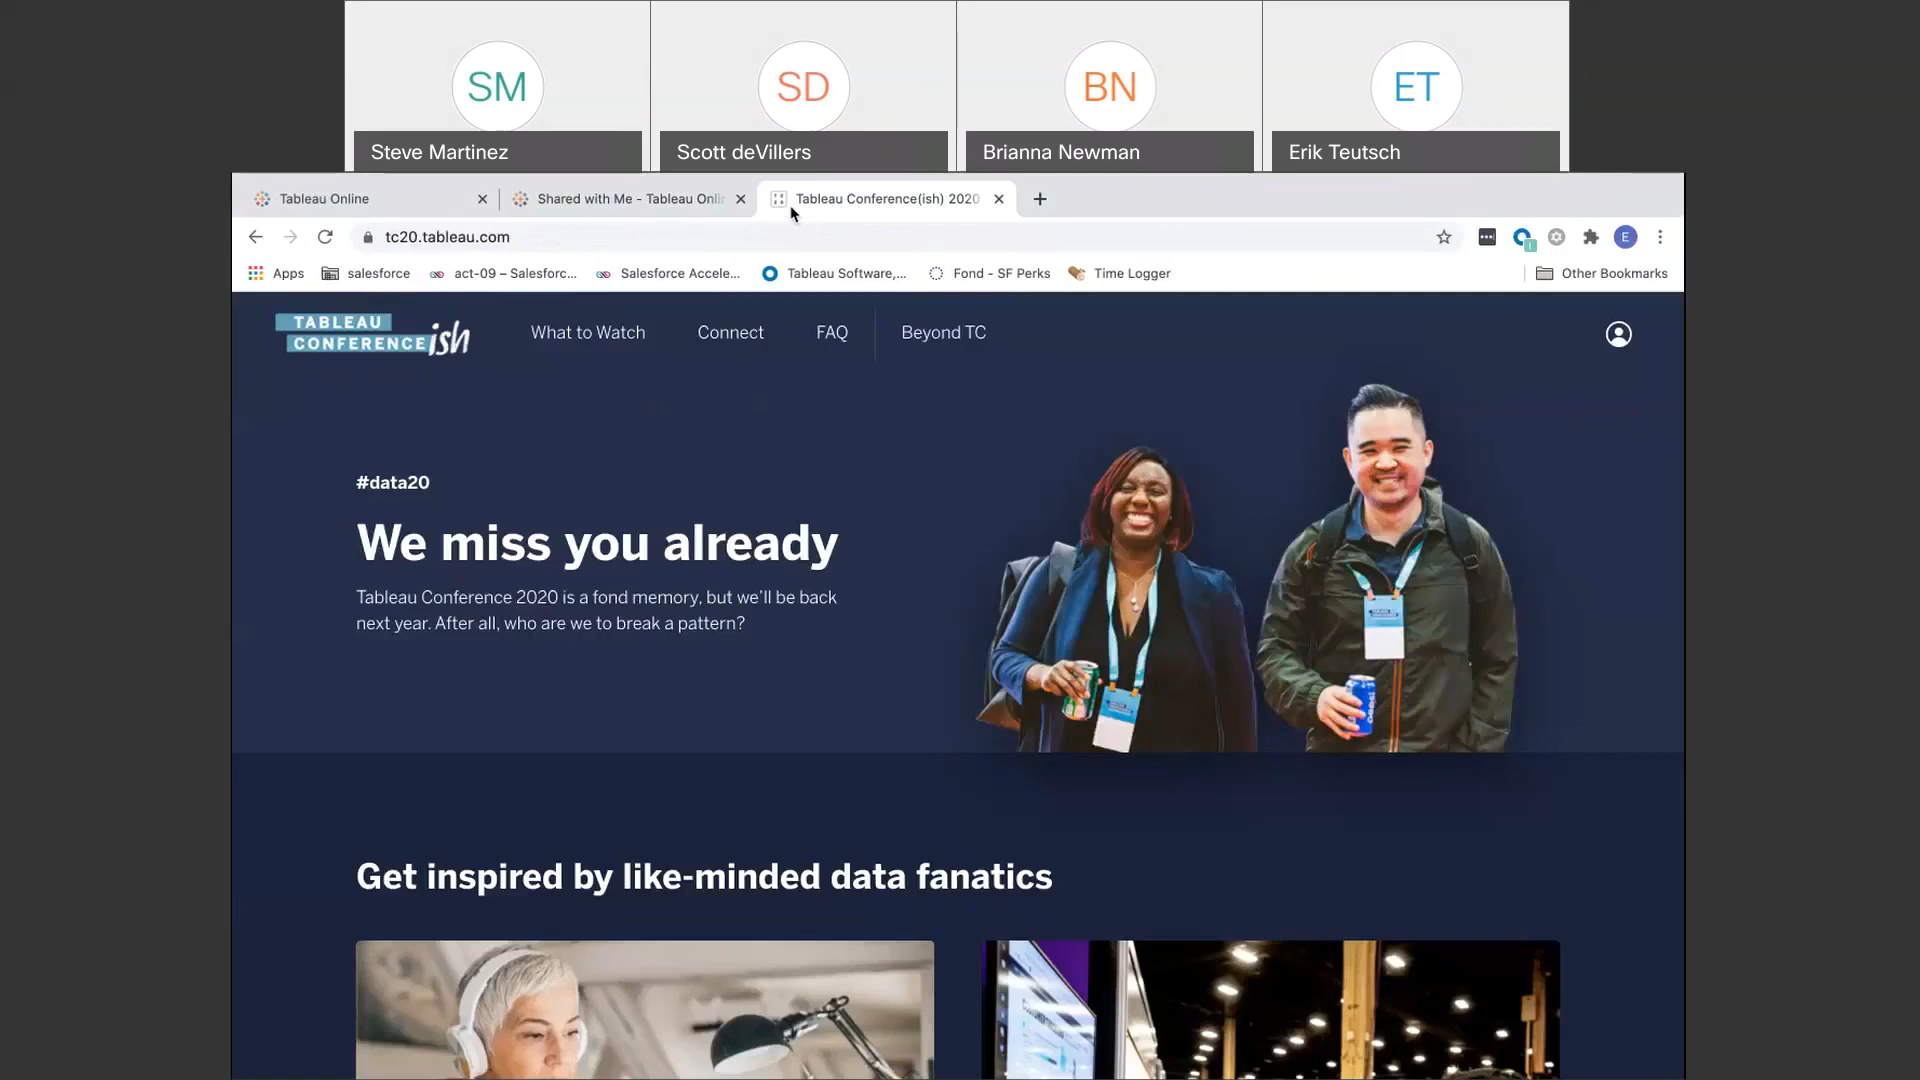 SM
SD
BN
ET
Steve Martinez
Scott deVillers
Brianna Newman
Erik Teutsch
Tableau Online
Shared with Me - Tableau Onli
Tableau Conference(ish) 2020
tc20.tableau.com
E
Apps
salesforce
act-09 – Salesforc...
Salesforce Accele...
Tableau Software,...
Fond - SF Perks
Time Logger
Other Bookmarks
TABLEAU
CONFERENCE ish
What to Watch
Connect
FAQ
Beyond TC
#data20
We miss you already
Tableau Conference 2020 is a fond memory, but we'll be back
next year. After all, who are we to break a pattern?
pepsi
Get inspired by like-minded data fanatics